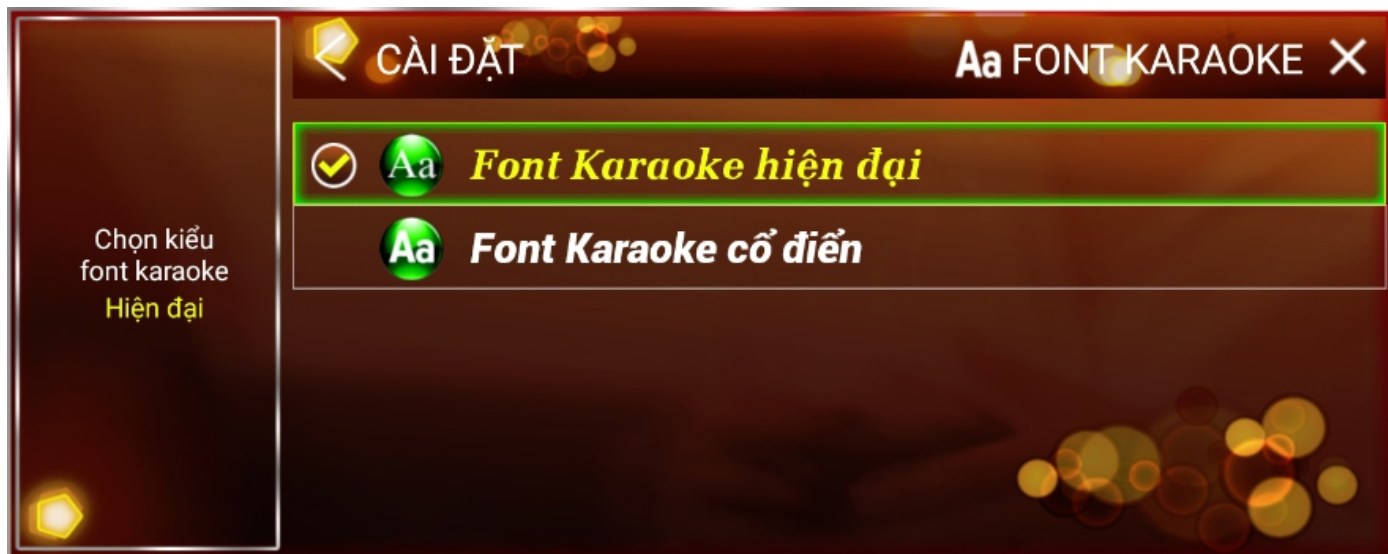 CÀI ĐẶT
Aa FONT KARAOKE
Chọn kiểu
font karaoke
Hiện đại
Aa Font Karaoke hiện đại
Aa Font Karaoke cổ điển